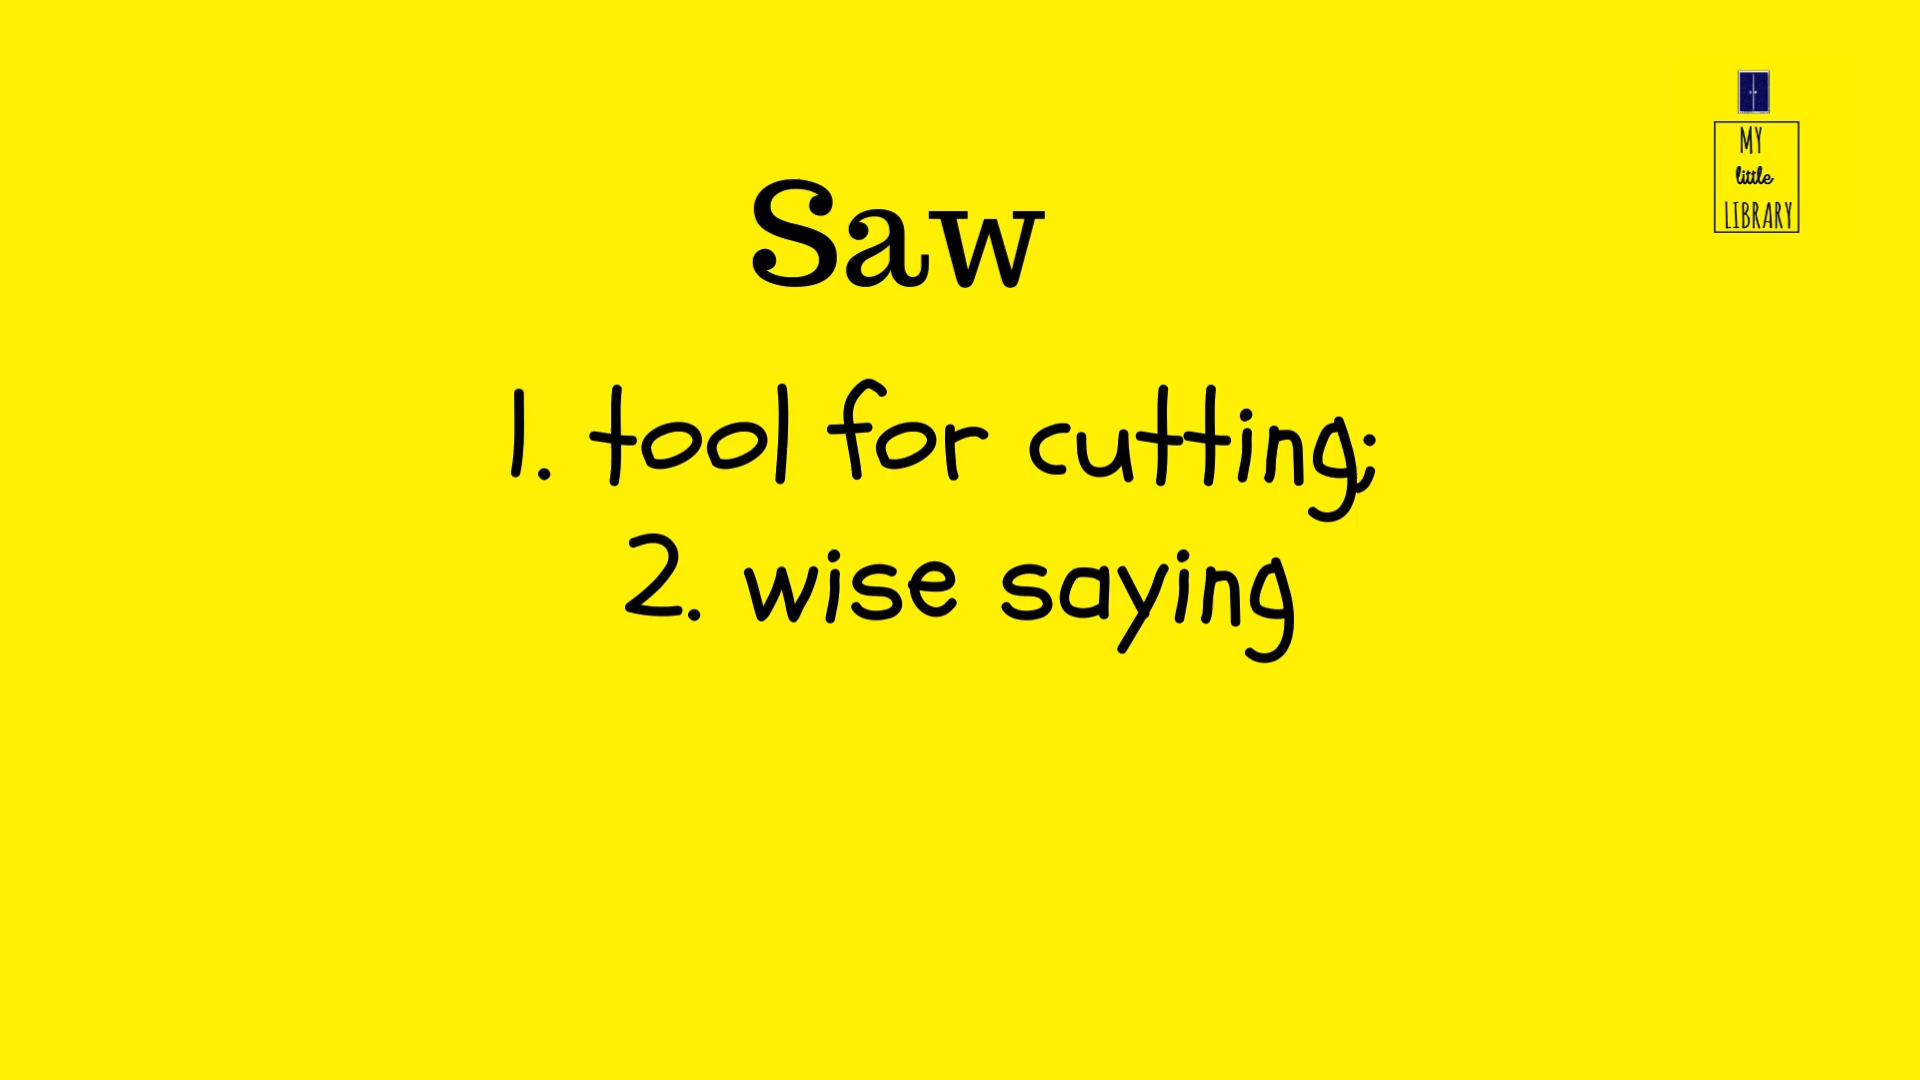 MY
little
LIBRARY
Saw
1. tool for cutting;
2. wise saying